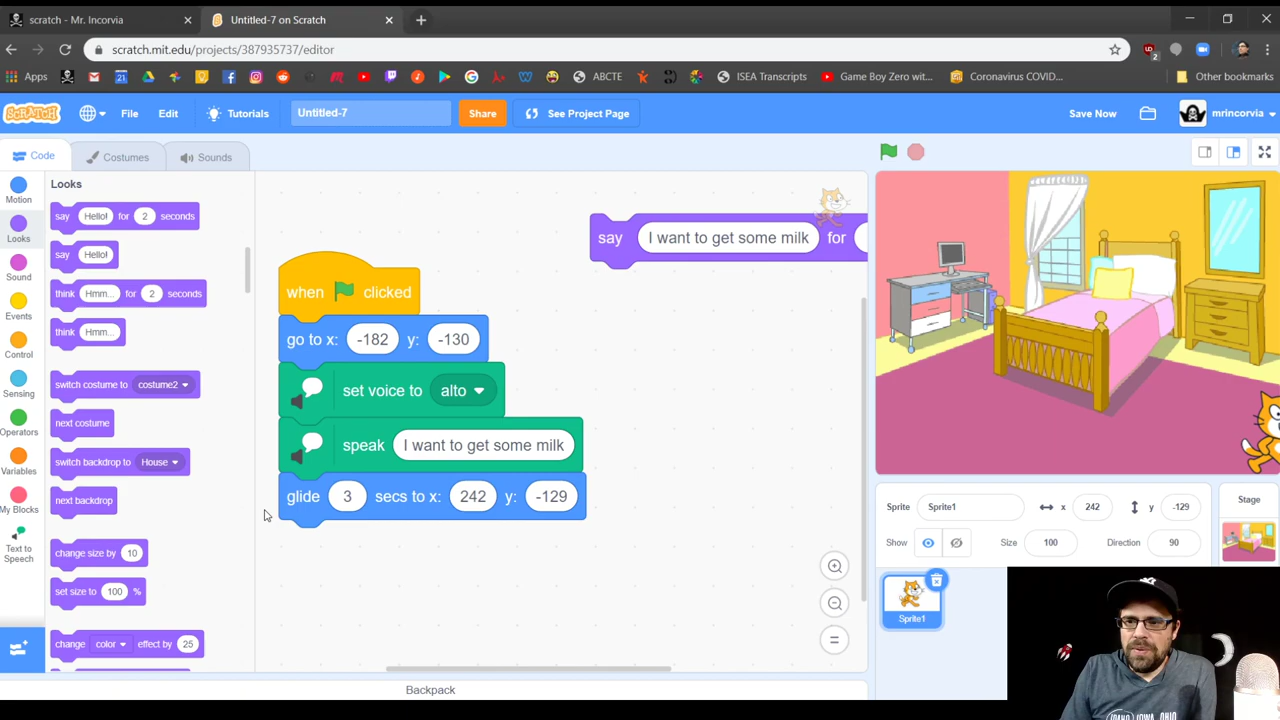 scratch - Mr. Incorvia
Untitled-7 on Scratch
scratch.mit.edu/projects/387935737/editor
2
Apps
31
ABCTE
ISEA Transcripts
Game Boy Zero wit...
Coronavirus COVID...
Other bookmarks
SCRATCH
File
Edit
Tutorials
Untitled-7
Share
See Project Page
Save Now
mrincorvia
Code
Costumes
Sounds
Motion
Looks
Sound
Events
Control
Sensing
Operators
Variables
My Blocks
Text to
Speech
Looks
say Hello! for 2 seconds
say Hello!
think Hmm... for 2 seconds
think Hmm...
switch costume to costume2
next costume
switch backdrop to House
next backdrop
change size by 10
set size to 100 %
change color effect by 25
say I want to get some milk for
when clicked
go to x: -182 y: -130
set voice to alto
speak I want to get some milk
glide 3 secs to x: 242 y: -129
Sprite Sprite1 x 242 y -129
Show Size 100 Direction 90
Sprite1
Stage
Backpack
IDAHO, IOWA, OHIO